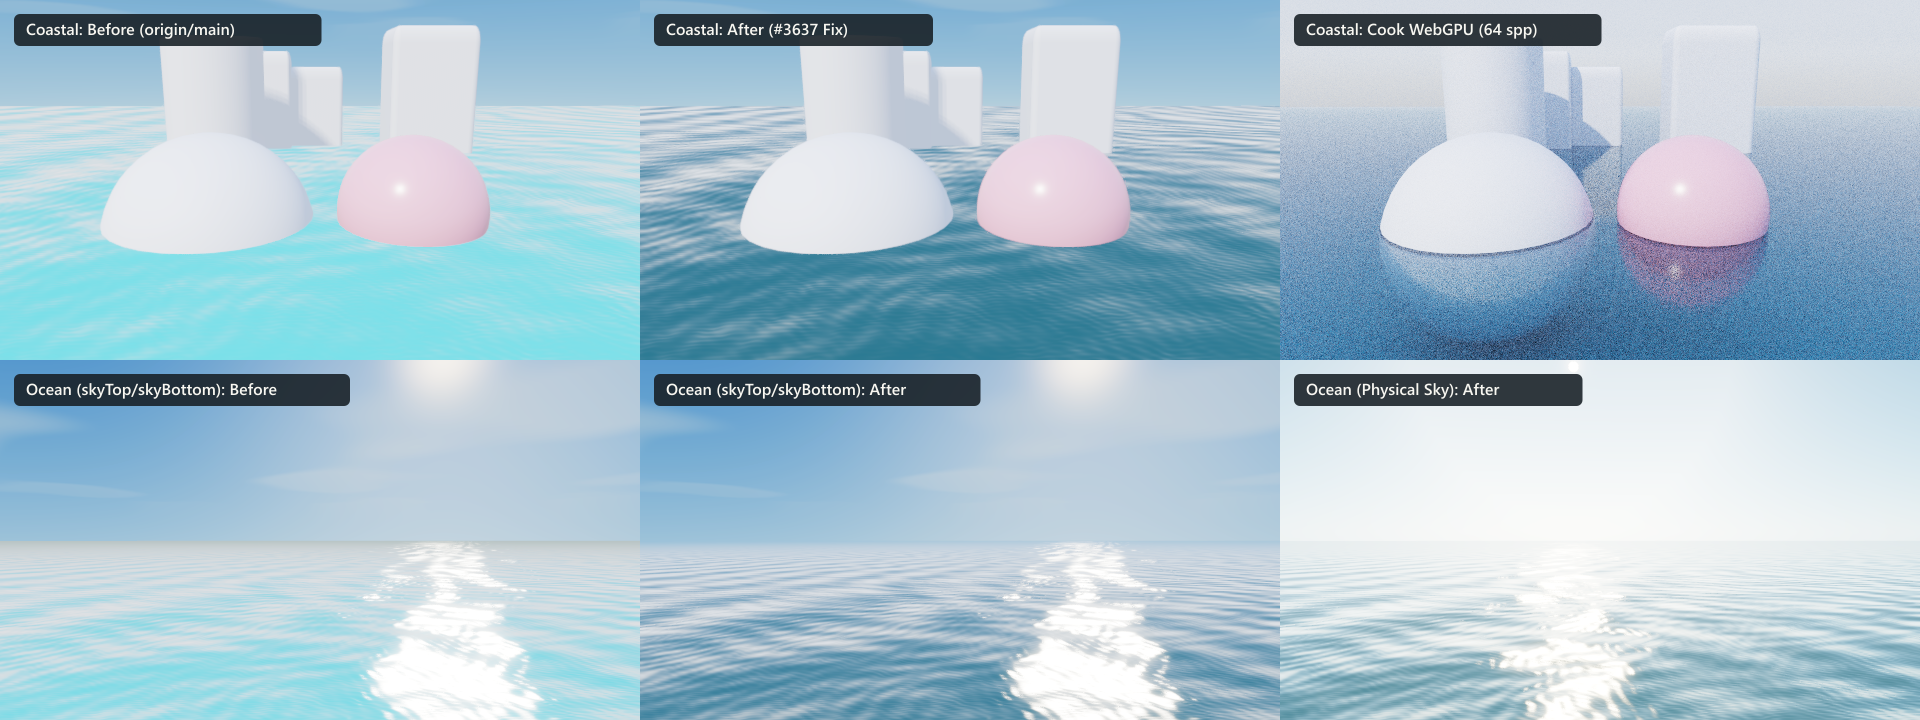 Coastal: Before (origin/main)
Coastal: After (#3637 Fix)
Coastal: Cook WebGPU (64 spp)
Ocean (skyTop/skyBottom): Before
Ocean (skyTop/skyBottom): After
Ocean (Physical Sky): After